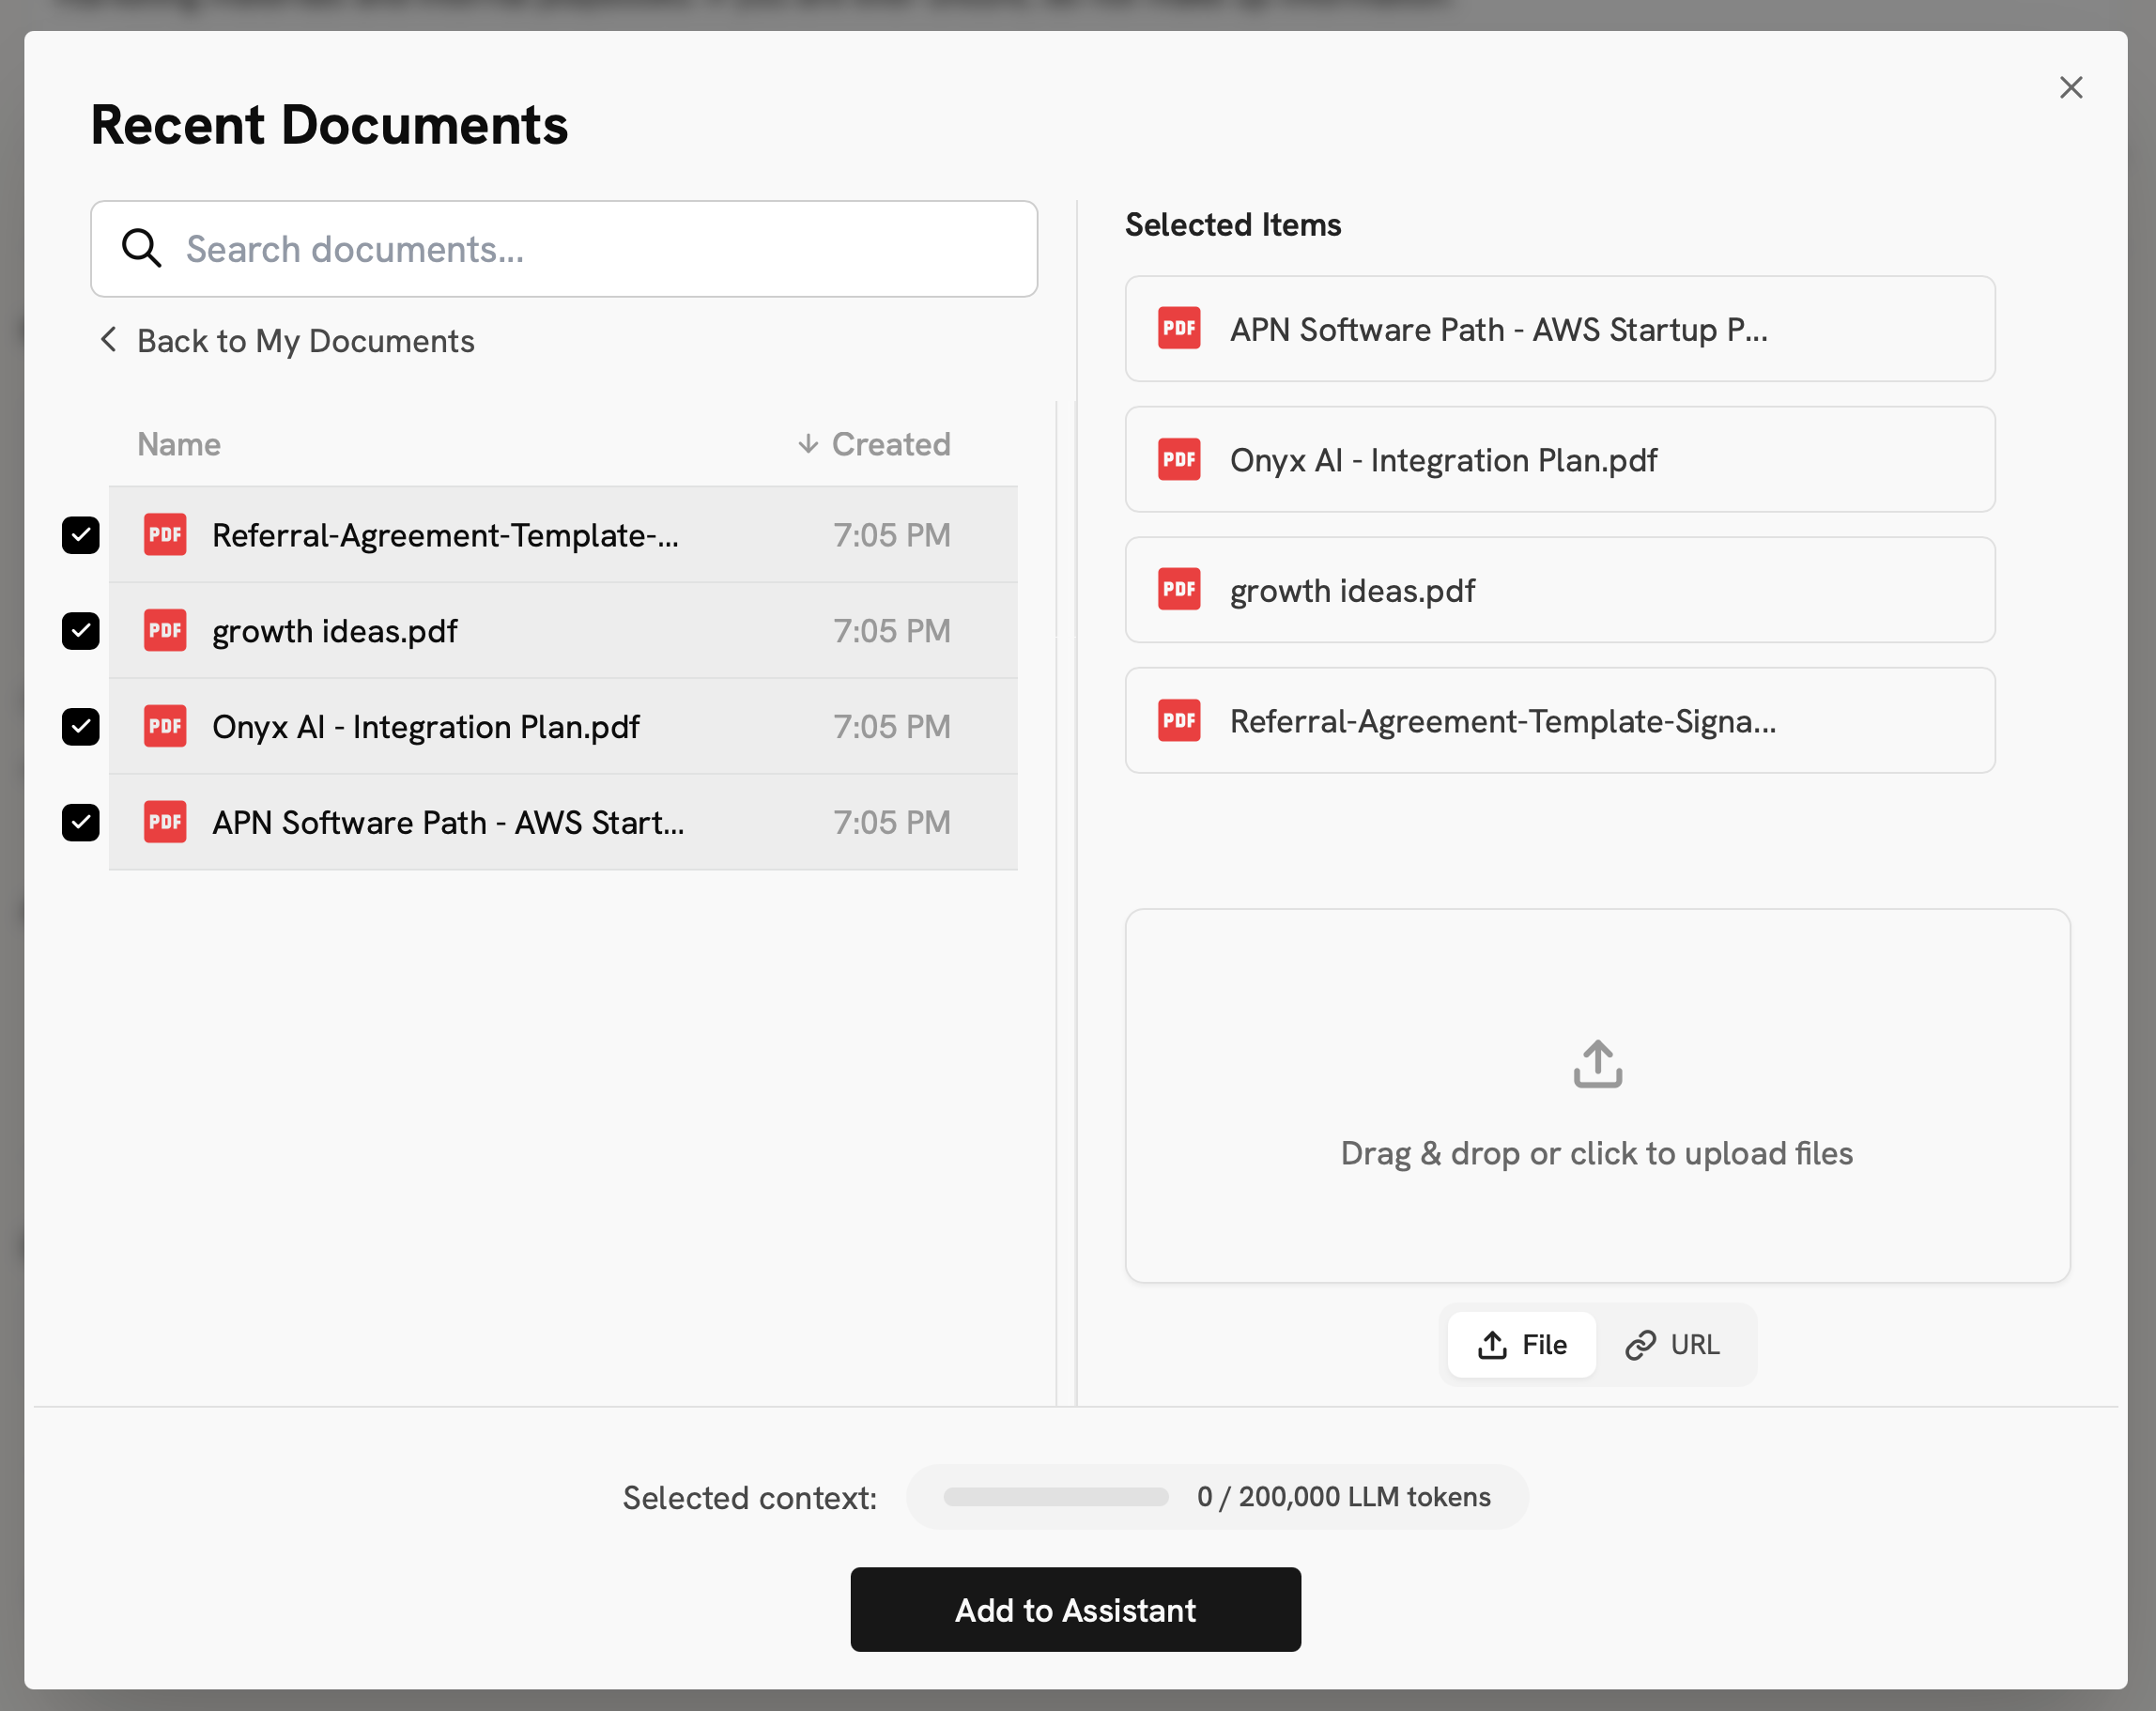 Recent Documents
Search documents...
Back to My Documents
Name
Created
PDF Referral-Agreement-Template-... 7:05 PM
PDF growth ideas.pdf 7:05 PM
PDF Onyx AI - Integration Plan.pdf 7:05 PM
PDF APN Software Path - AWS Start... 7:05 PM
Selected Items
PDF APN Software Path - AWS Startup P...
PDF Onyx AI - Integration Plan.pdf
PDF growth ideas.pdf
PDF Referral-Agreement-Template-Signa...
Drag & drop or click to upload files
File
URL
Selected context: 0 / 200,000 LLM tokens
Add to Assistant